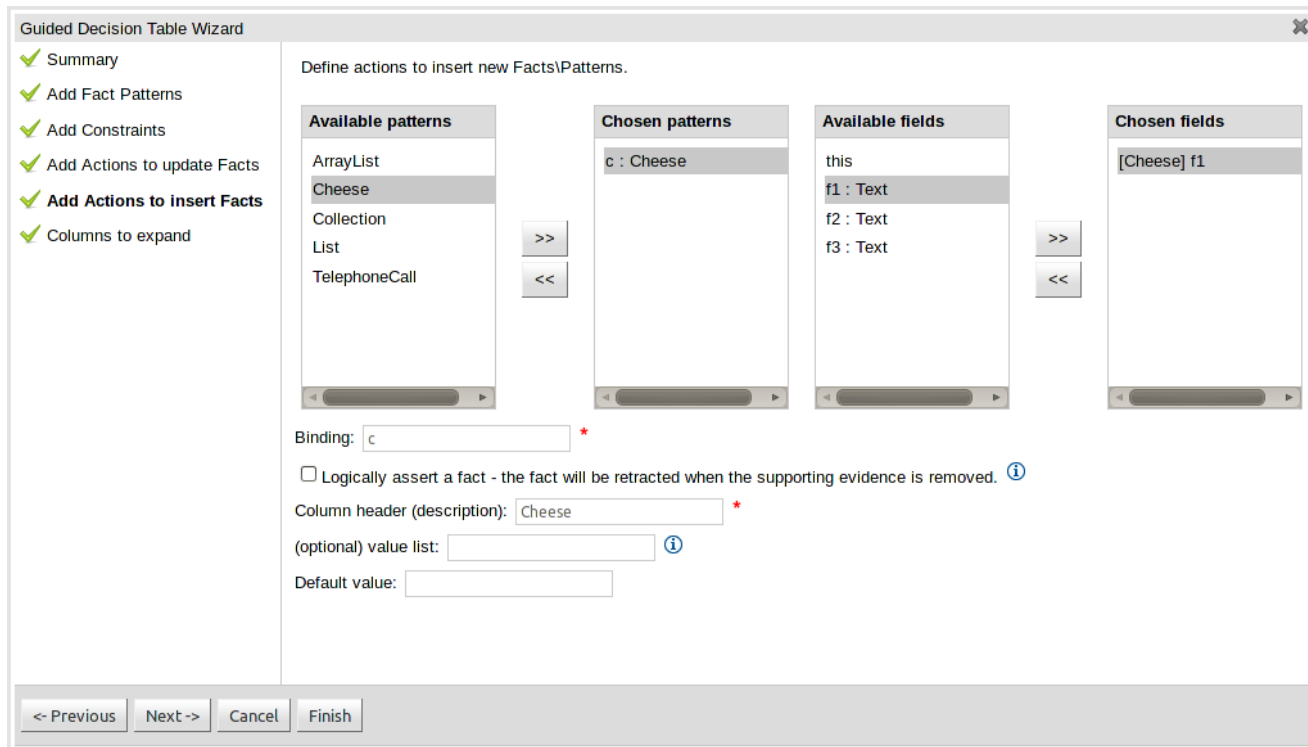 Guided Decision Table Wizard
Summary
Add Fact Patterns
Add Constraints
Add Actions to update Facts
Add Actions to insert Facts
Columns to expand
Define actions to insert new Facts\Patterns.
Available patterns
ArrayList
Cheese
Collection
List
TelephoneCall
>>
<<
Chosen patterns
c : Cheese
Available fields
this
f1 : Text
f2 : Text
f3 : Text
>>
<<
Chosen fields
[Cheese] f1
Binding: c *
Logically assert a fact - the fact will be retracted when the supporting evidence is removed.
Column header (description): Cheese *
(optional) value list:
Default value:
<- Previous Next -> Cancel Finish